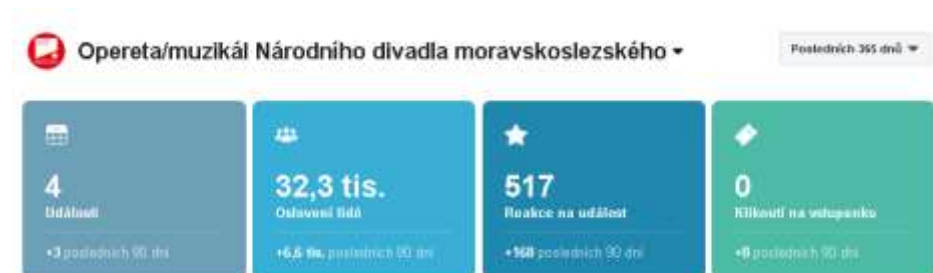 Opereta/muzikál Národního divadla moravskoslezského
Posledních 365 dnů
4
Události
+3 posledních 90 dní
32,3 tis.
Oslovení lidé
+6,6 tis. posledních 90 dní
517
Reakce na událost
+168 posledních 90 dní
0
Kliknutí na vstupenku
+0 posledních 90 dní